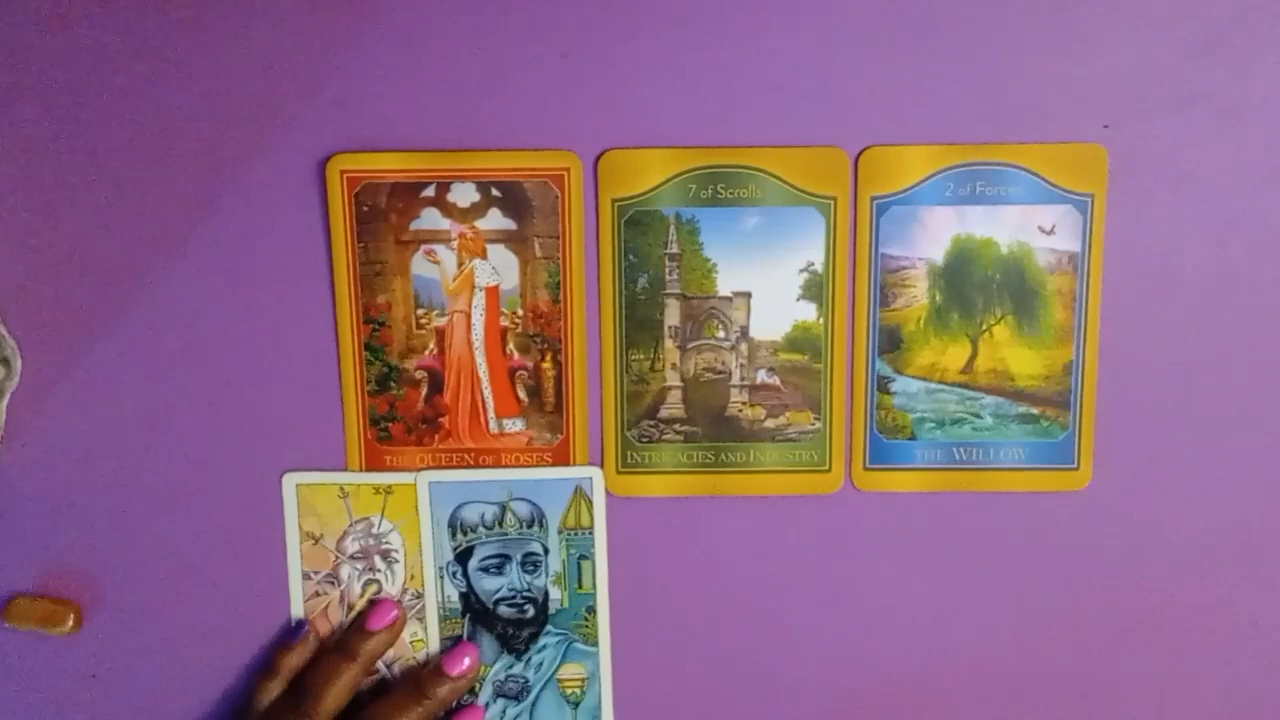 THE QUEEN OF ROSES
7 of Scrolls
INTRICACIES AND INDUSTRY
2 of Forces
THE WILLOW